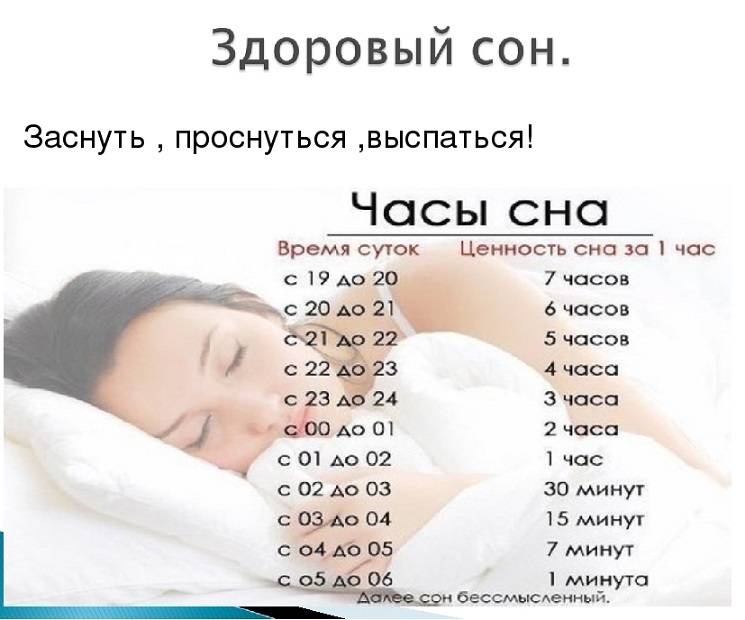 Здоровый сон.
Заснуть , проснуться ,выспаться!
Часы сна
Время суток Ценность сна за 1 час
с 19 до 20 7 часов
с 20 до 21 6 часов
с 21 до 22 5 часов
с 22 до 23 4 часа
с 23 до 24 3 часа
с 00 до 01 2 часа
с 01 до 02 1 час
с 02 до 03 30 минут
с 03 до 04 15 минут
с о4 до 05 7 минут
с о5 до 06 1 минута
Далее сон бессмысленный.